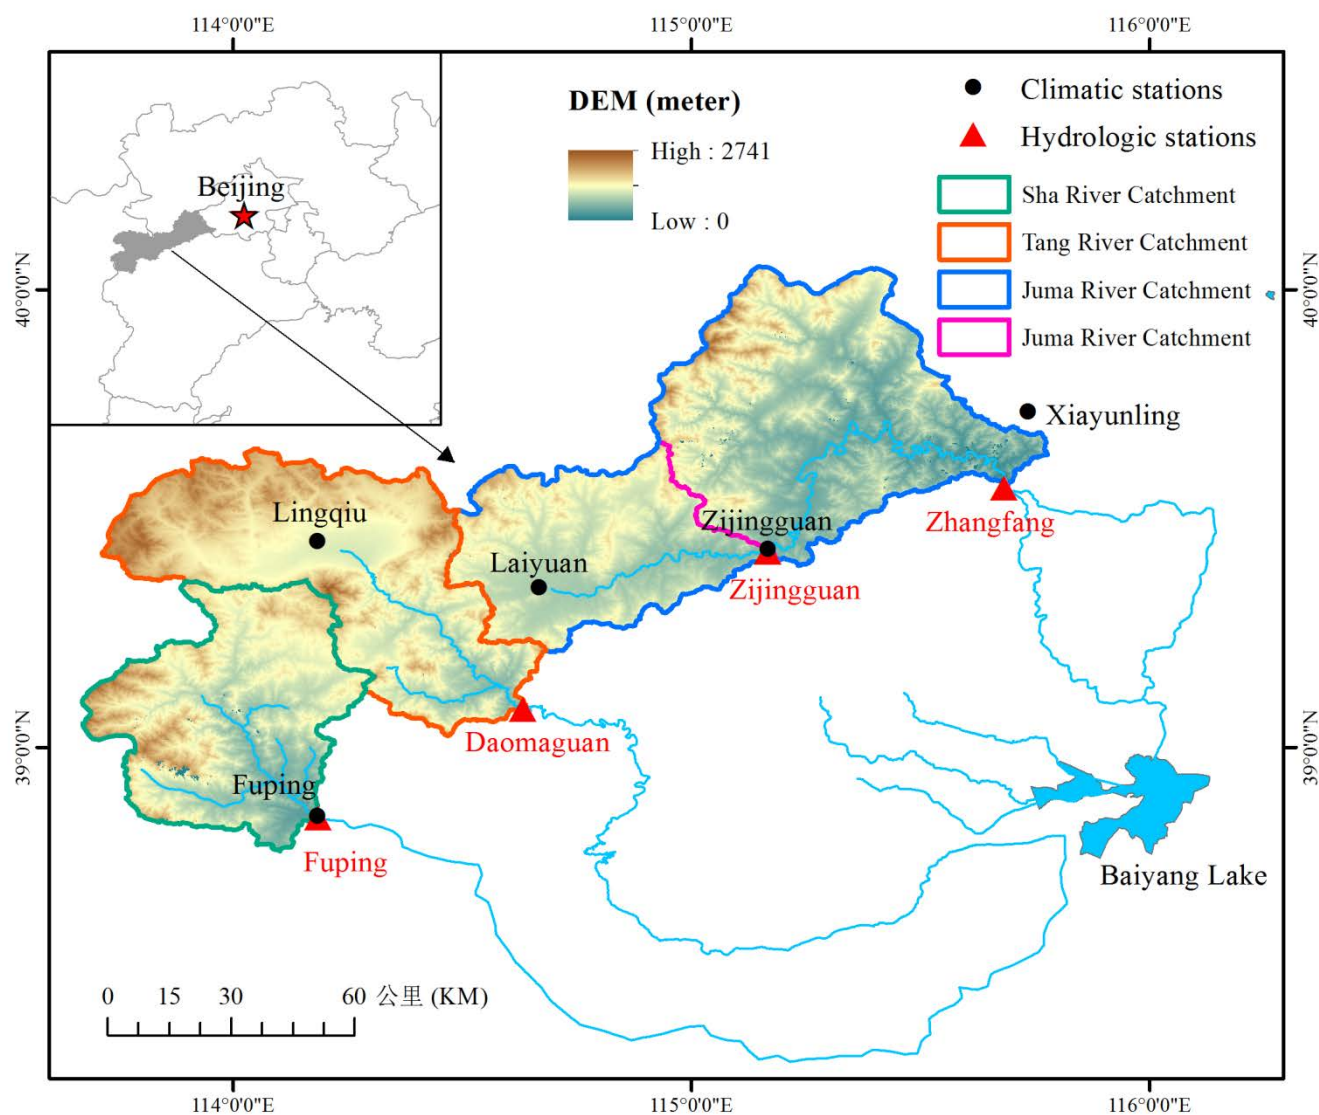 114°0'0"E
115°0'0"E
116°0'0"E
DEM (meter)
High : 2741
Low : 0
Climatic stations
Hydrologic stations
Sha River Catchment
Tang River Catchment
Juma River Catchment
Juma River Catchment
Beijing
40°0'0"N
40°0'0"N
Xiayunling
Lingqiu
Zijingguan
Zhangfang
Laiyuan
Zijingguan
39°0'0"N
39°0'0"N
Daomaguan
Fuping
Fuping
Baiyang Lake
0 15 30 60 公里 (KM)
114°0'0"E
115°0'0"E
116°0'0"E